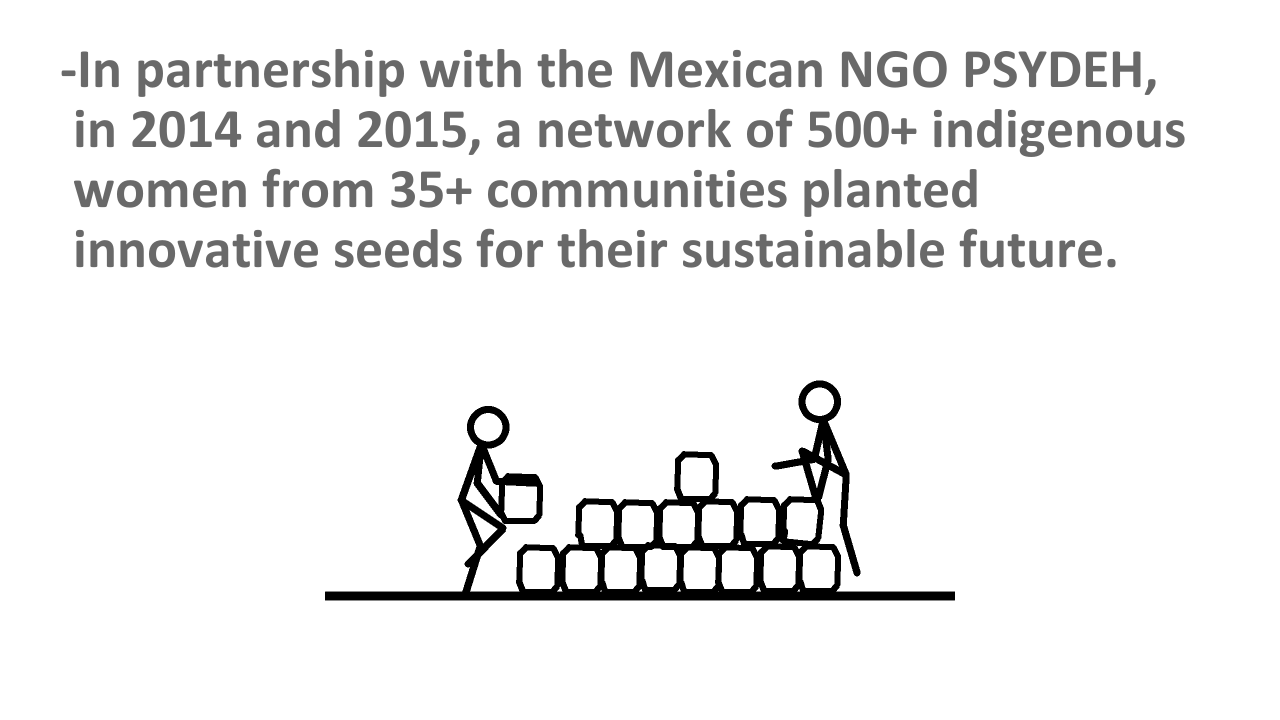 -In partnership with the Mexican NGO PSYDEH,
in 2014 and 2015, a network of 500+ indigenous
women from 35+ communities planted
innovative seeds for their sustainable future.